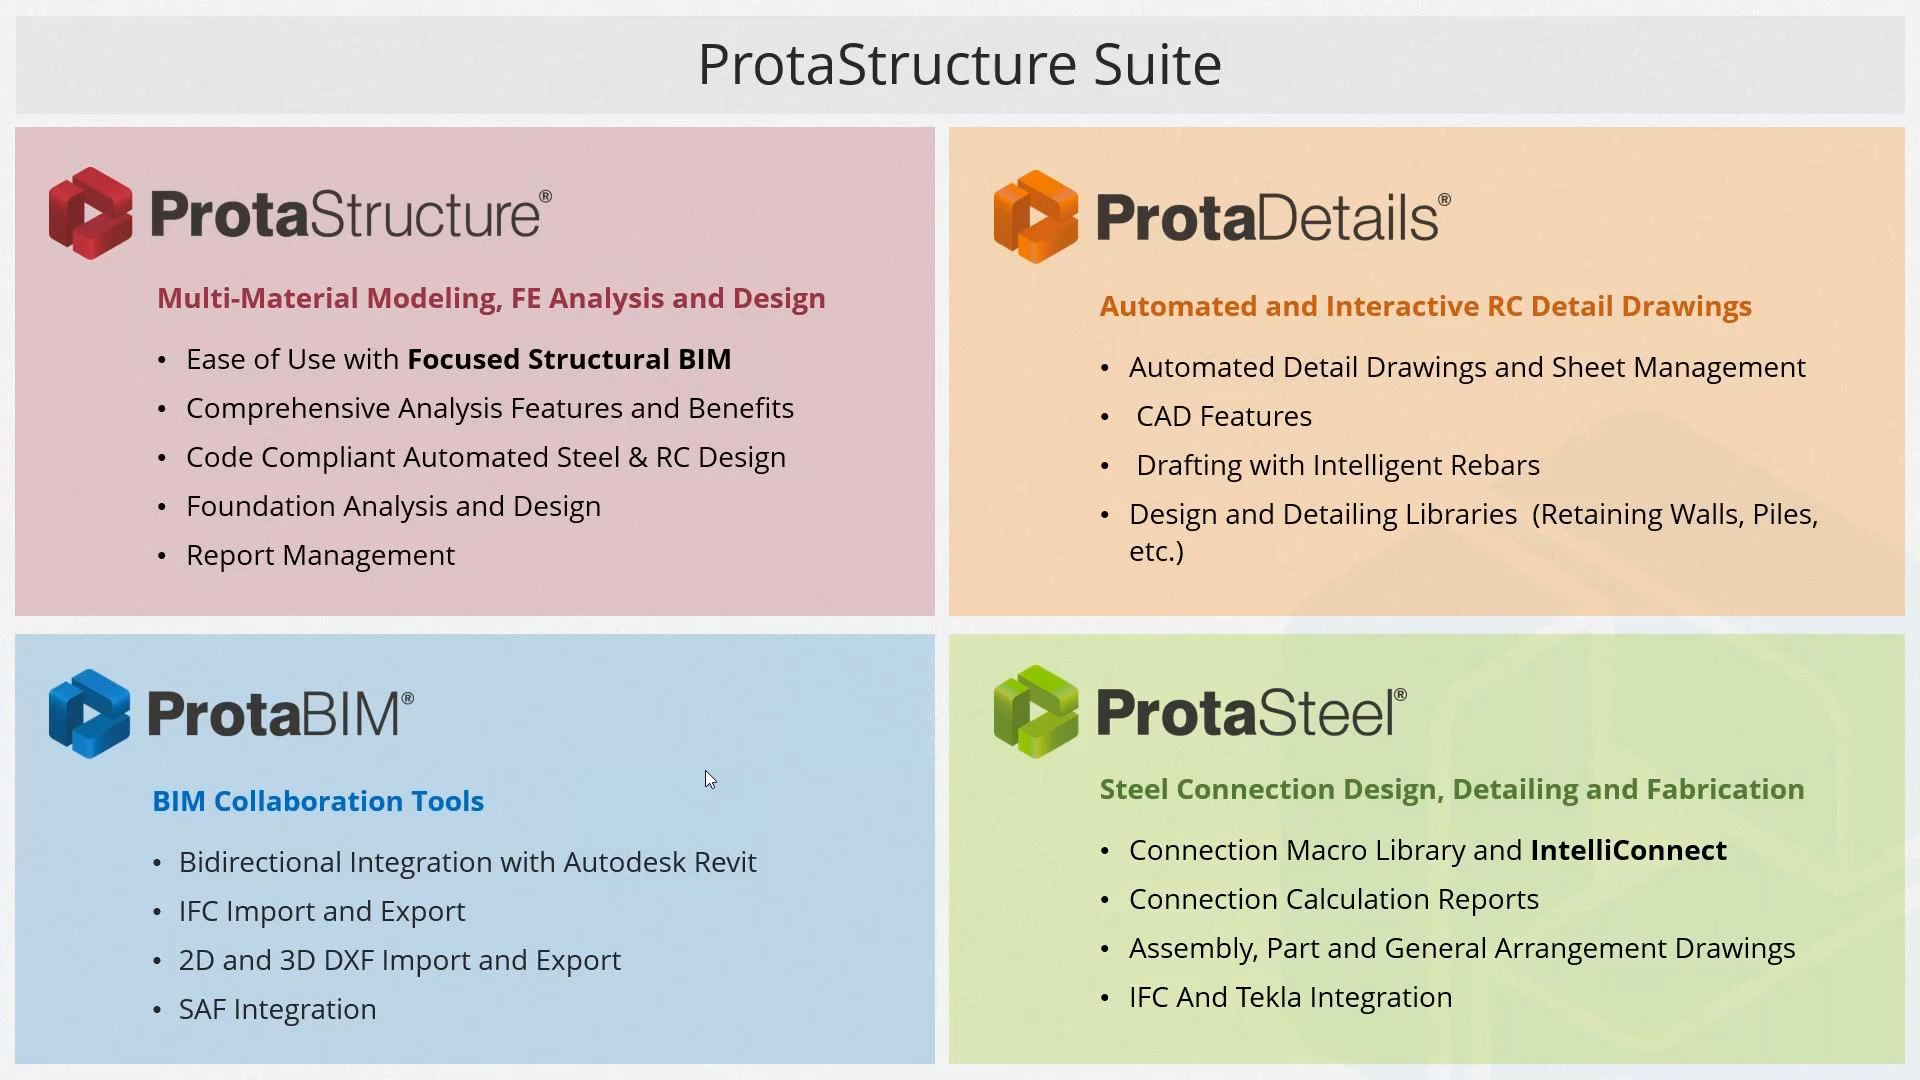 ProtaStructure Suite
ProtaStructure®
Multi-Material Modeling, FE Analysis and Design
• Ease of Use with Focused Structural BIM
• Comprehensive Analysis Features and Benefits
• Code Compliant Automated Steel & RC Design
• Foundation Analysis and Design
• Report Management
ProtaDetails®
Automated and Interactive RC Detail Drawings
• Automated Detail Drawings and Sheet Management
• CAD Features
• Drafting with Intelligent Rebars
• Design and Detailing Libraries (Retaining Walls, Piles,
etc.)
ProtaBIM®
BIM Collaboration Tools
• Bidirectional Integration with Autodesk Revit
• IFC Import and Export
• 2D and 3D DXF Import and Export
• SAF Integration
ProtaSteel®
Steel Connection Design, Detailing and Fabrication
• Connection Macro Library and IntelliConnect
• Connection Calculation Reports
• Assembly, Part and General Arrangement Drawings
• IFC And Tekla Integration